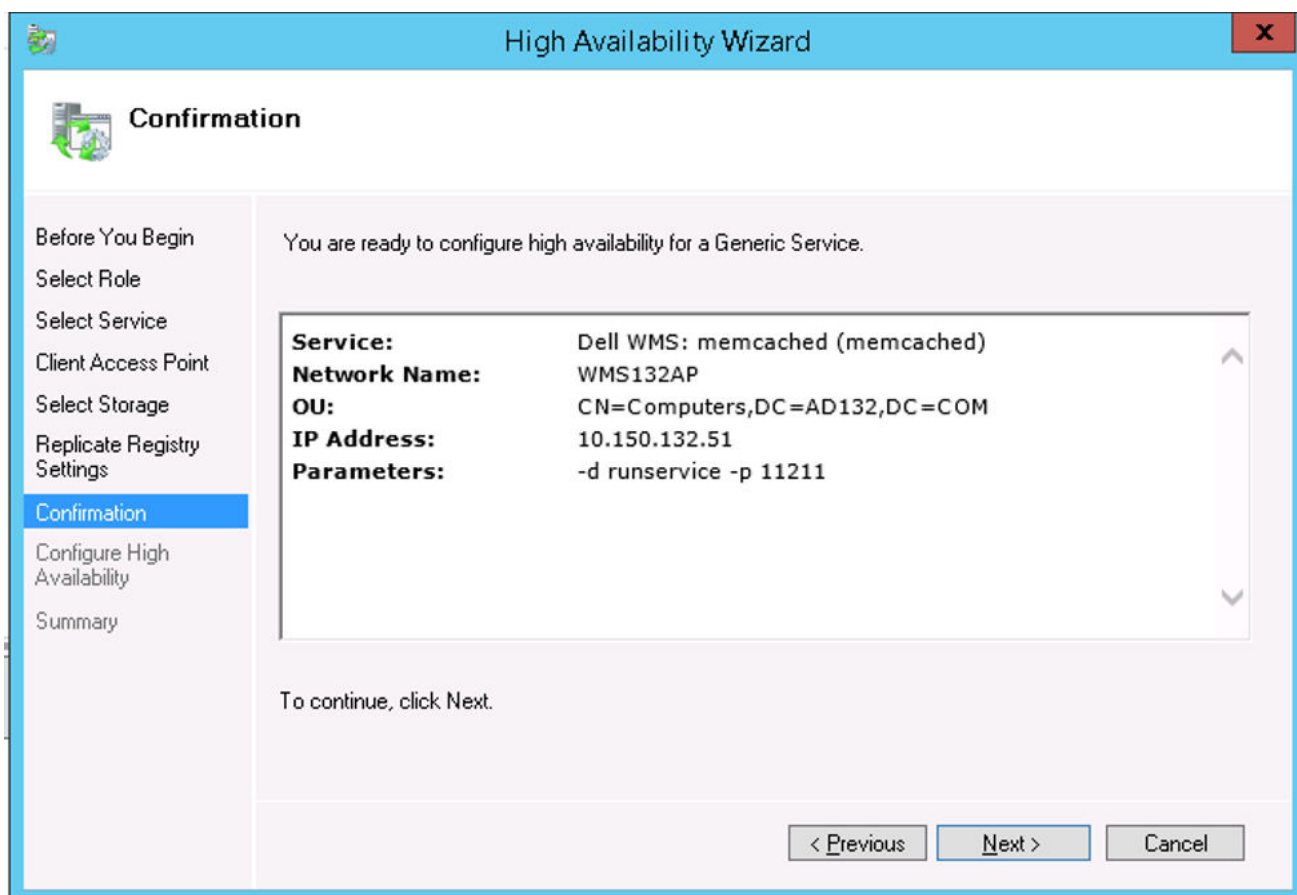 High Availability Wizard
x
Confirmation
Before You Begin
Select Role
Select Service
Client Access Point
Select Storage
Replicate Registry
Settings
Confirmation
Configure High
Availability
Summary
You are ready to configure high availability for a Generic Service.
Service: Dell WMS: memcached (memcached)
Network Name: WMS132AP
OU: CN=Computers,DC=AD132,DC=COM
IP Address: 10.150.132.51
Parameters: -d runservice -p 11211
To continue, click Next.
< Previous Next > Cancel